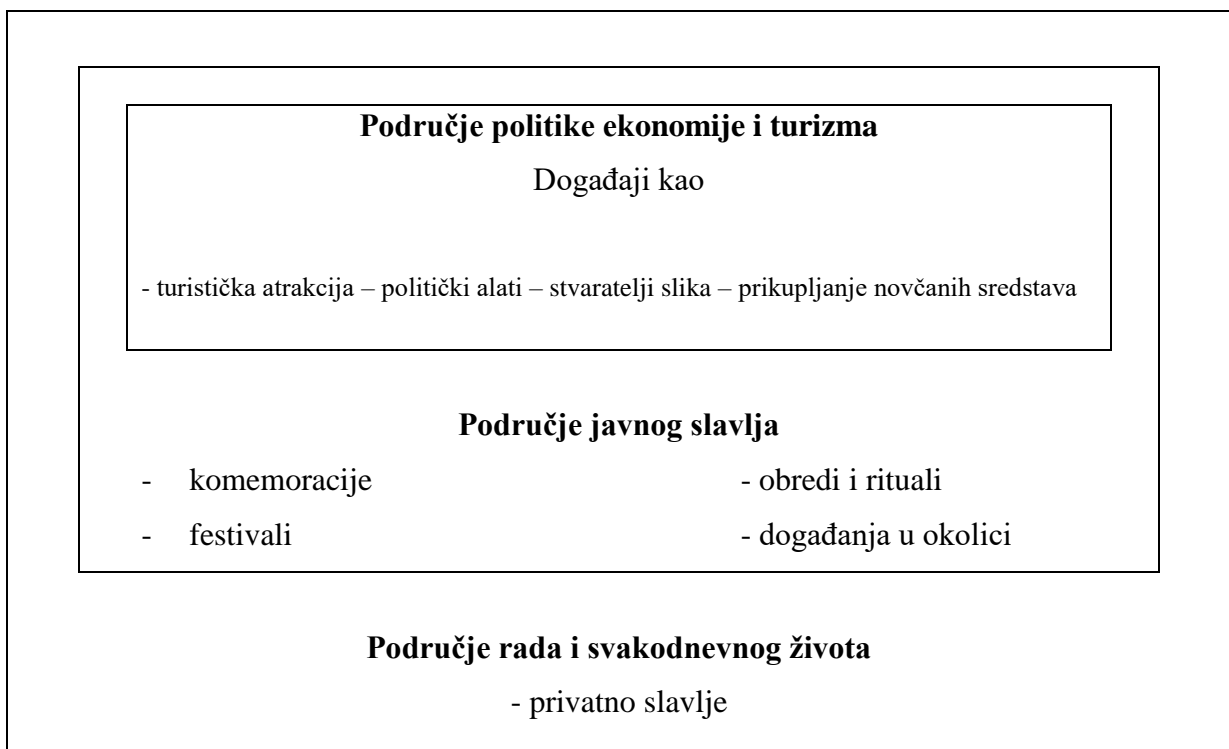 Područje politike ekonomije i turizma
Događaji kao
- turistička atrakcija – politički alati – stvaratelji slika – prikupljanje novčanih sredstava
Područje javnog slavlja
- komemoracije - obredi i rituali
- festivali - događanja u okolici
Područje rada i svakodnevnog života
- privatno slavlje